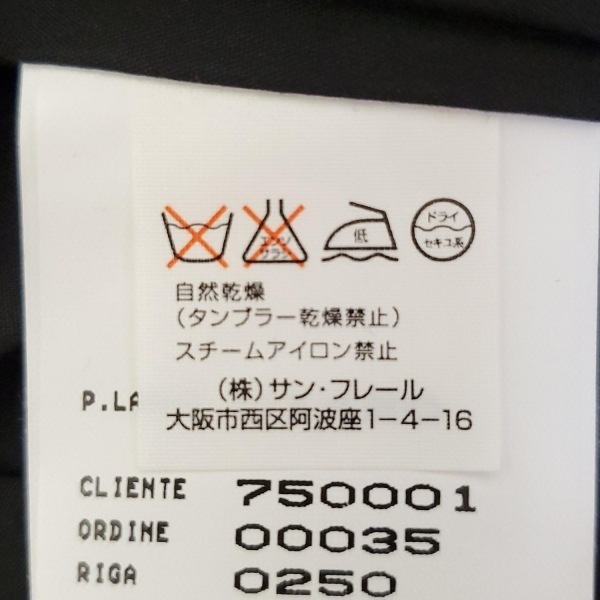 エンソ
サラシ
低
ドライ
セキユ系
自然乾燥
(タンブラー乾燥禁止)
スチームアイロン禁止
(株)サン・フレール
大阪市西区阿波座1-4-16
P.LA
CLIENTE 750001
ORDINE 00035
RIGA 0250